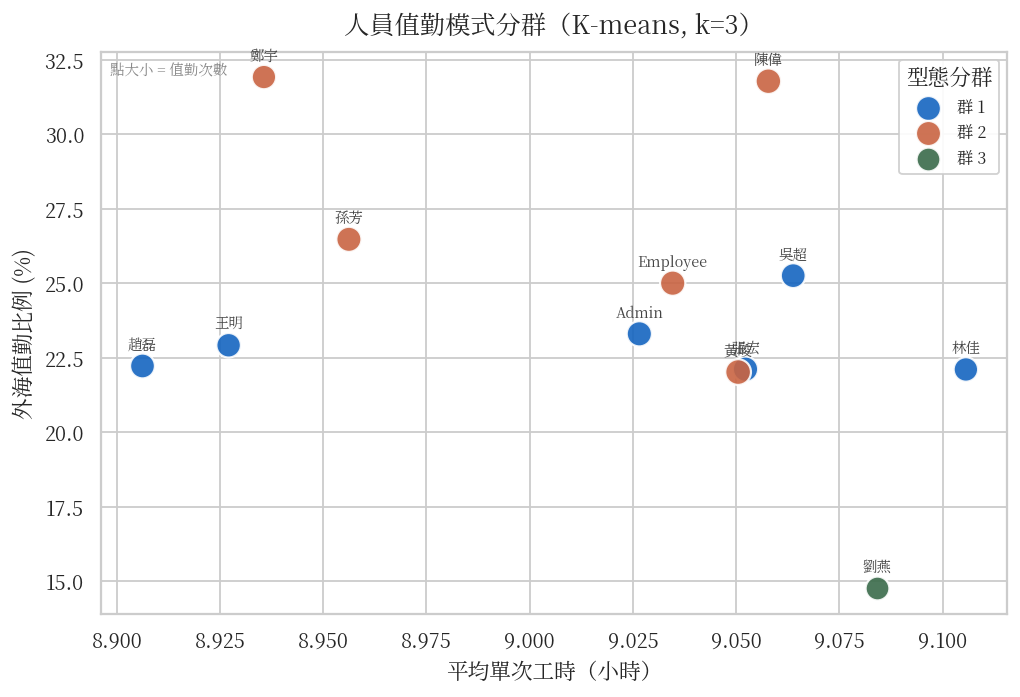 人員值勤模式分群（K-means, k=3）
點大小 = 值勤次數
型態分群
群 1
群 2
群 3
鄭宇
陳偉
孫芳
Employee
吳超
Admin
王明
趙磊
林佳
劉燕
外海值勤比例 (%)
32.5
30.0
27.5
25.0
22.5
20.0
17.5
15.0
8.900 8.925 8.950 8.975 9.000 9.025 9.050 9.075 9.100
平均單次工時（小時）